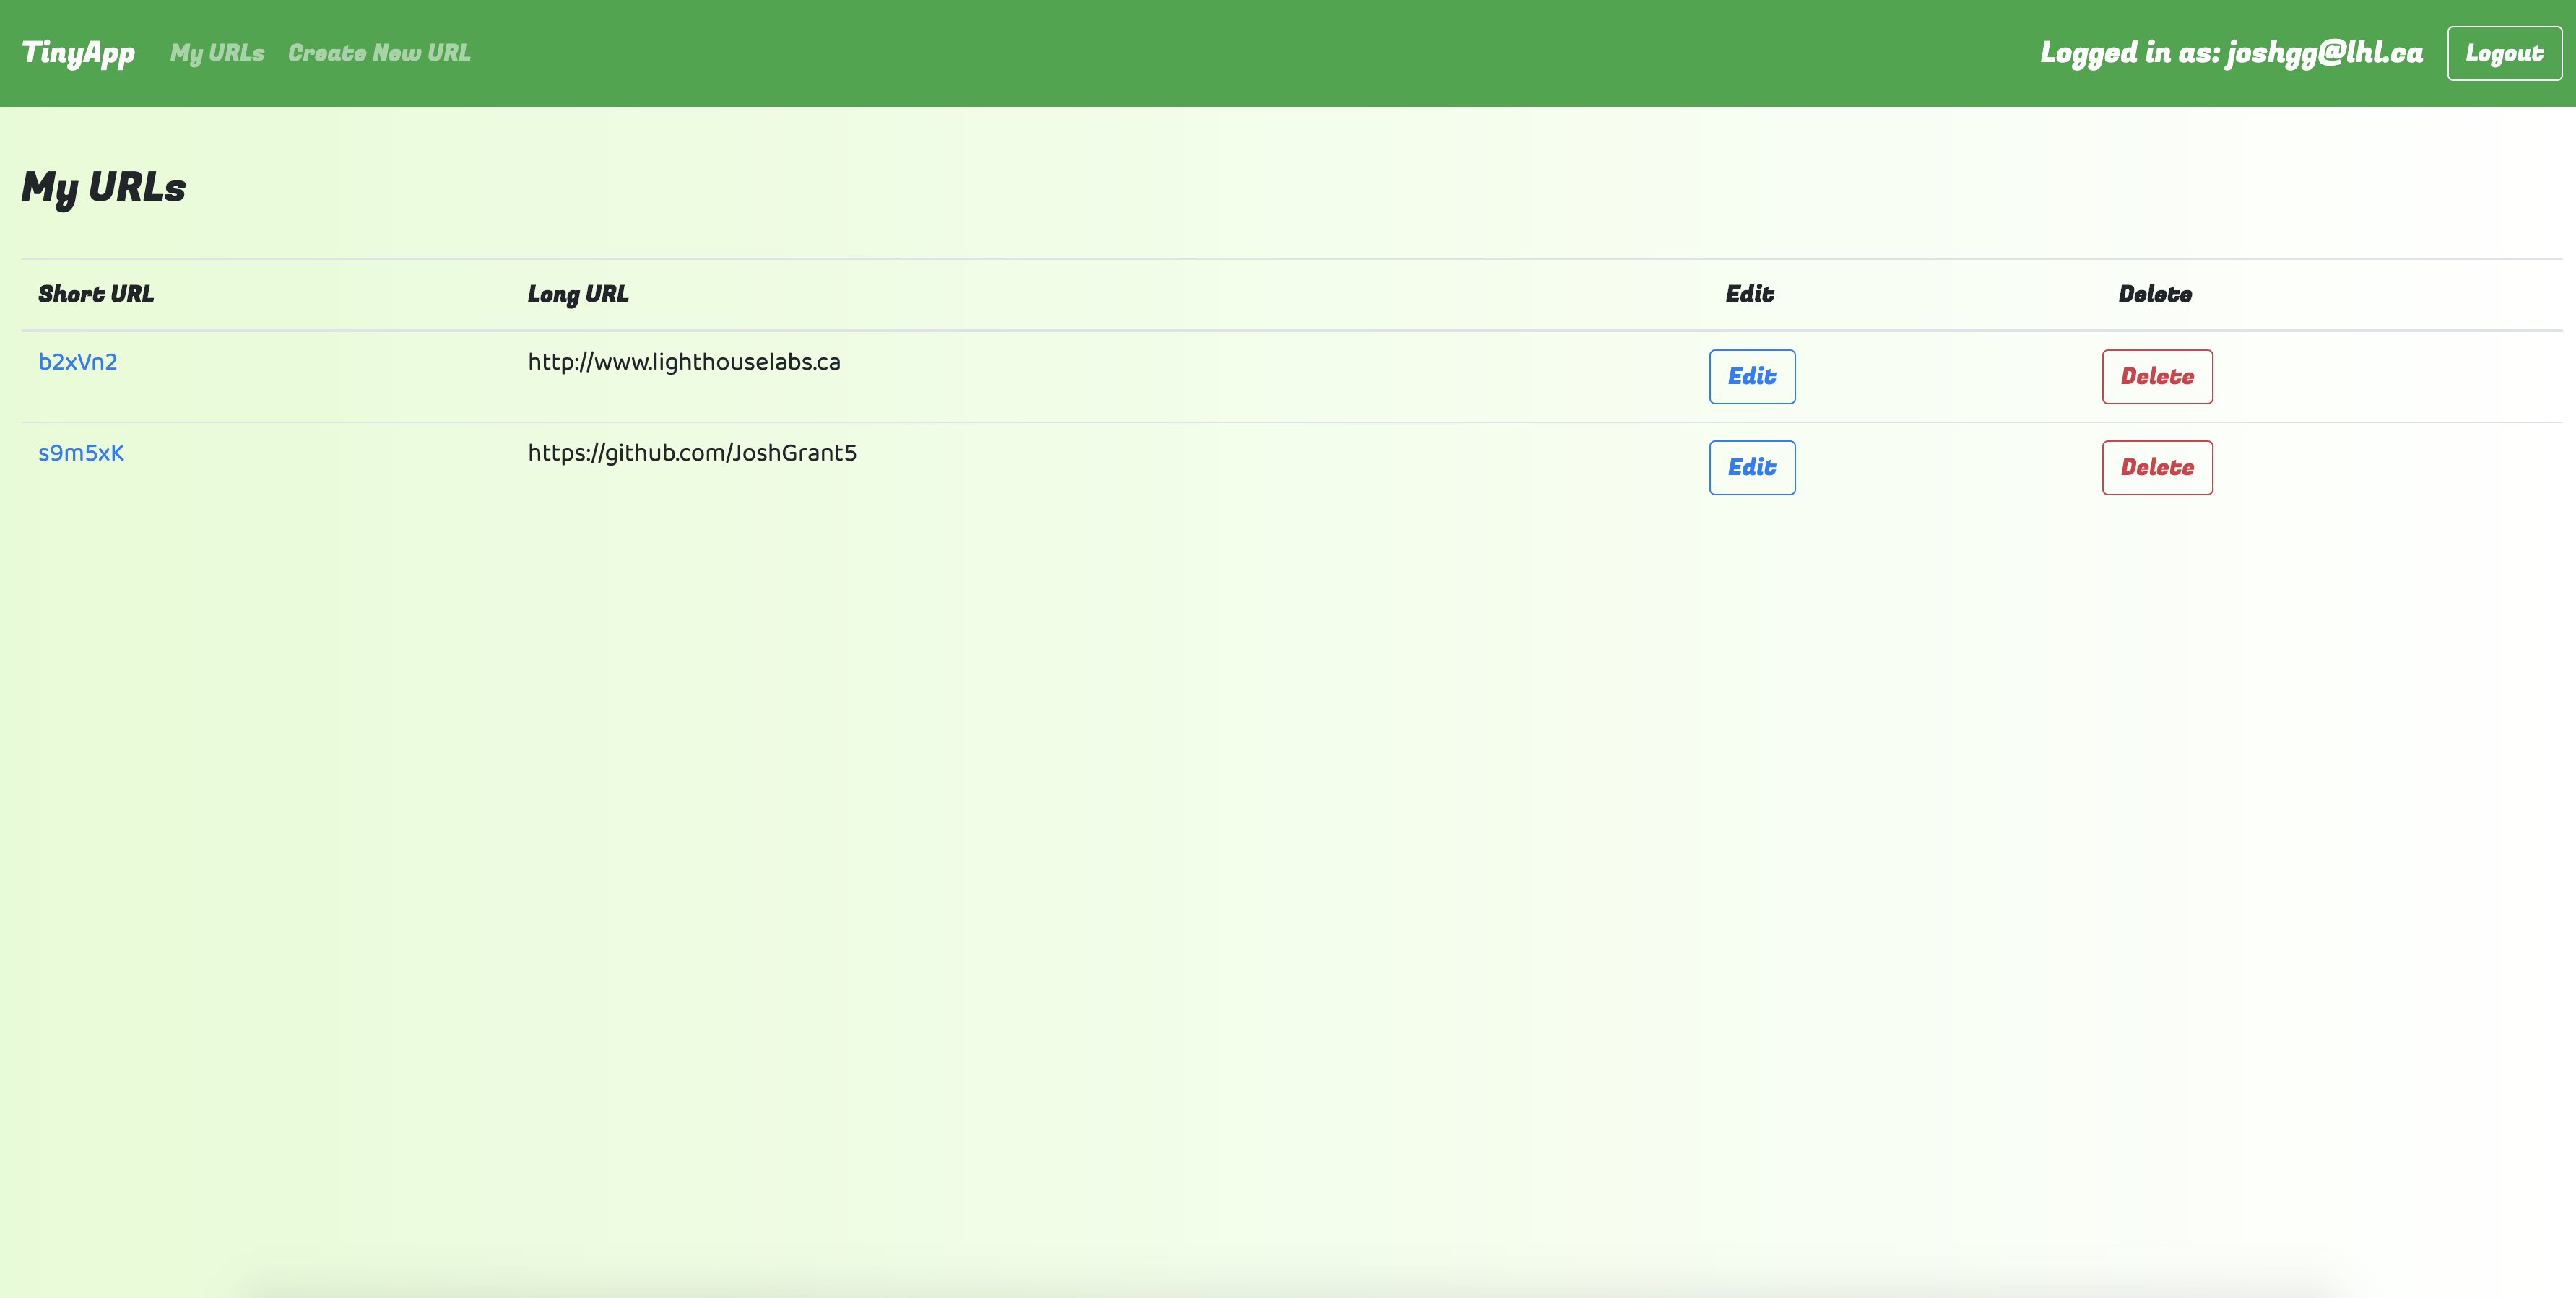 TinyApp My URLs Create New URL Logged in as: joshgg@lhl.ca Logout
My URLs
Short URL Long URL Edit Delete
b2xVn2 http://www.lighthouselabs.ca Edit Delete
s9m5xK https://github.com/JoshGrant5 Edit Delete